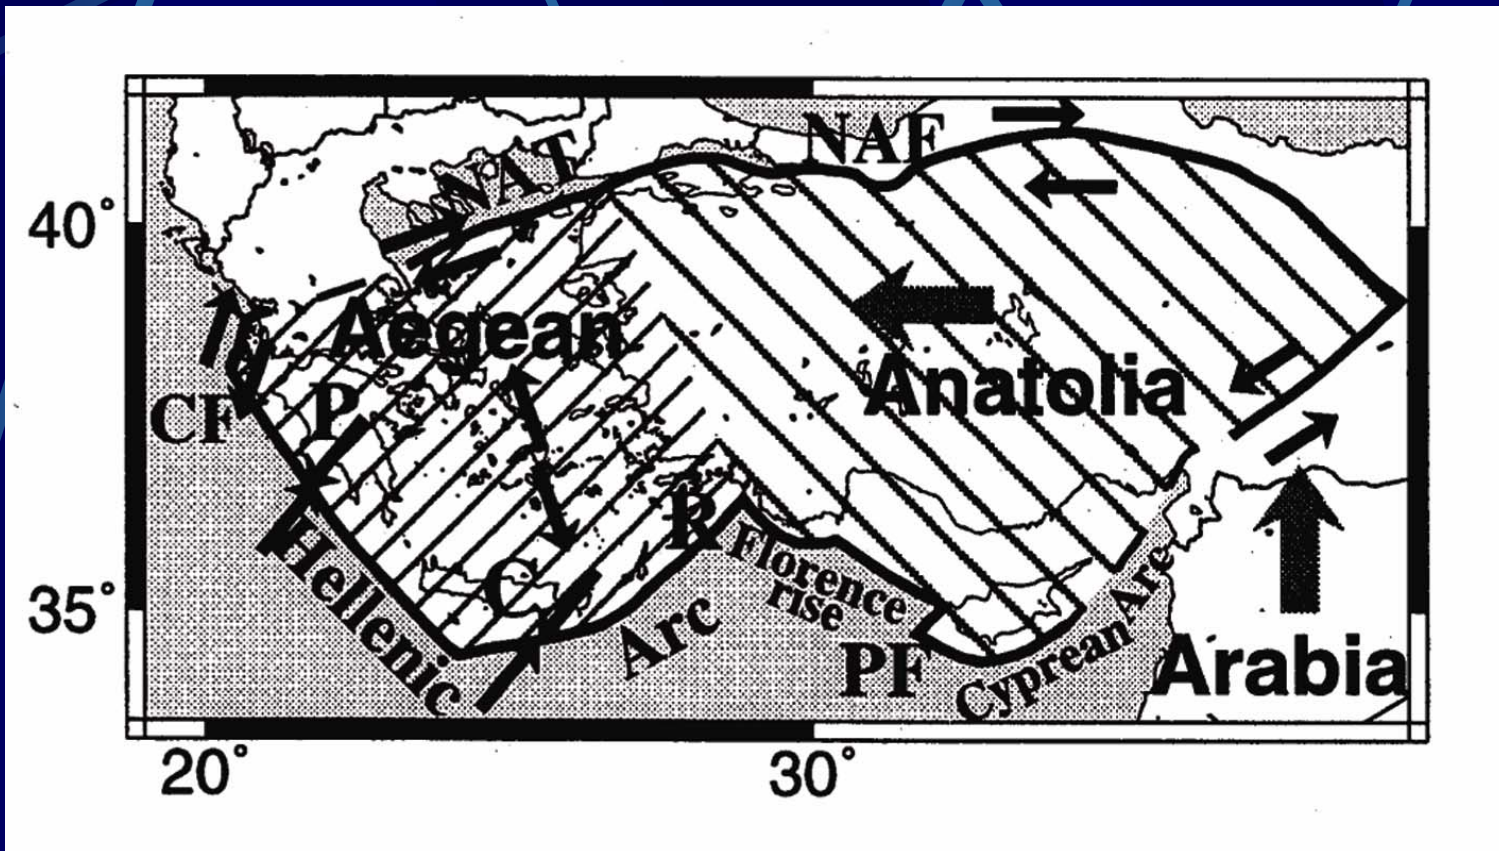 NAT
NAF
40°
Aegean
Anatolia
CF
P
R
Florence
rise
Hellenic
C
Arc
35°
PF
Cyprean Arc
Arabia
20°
30°